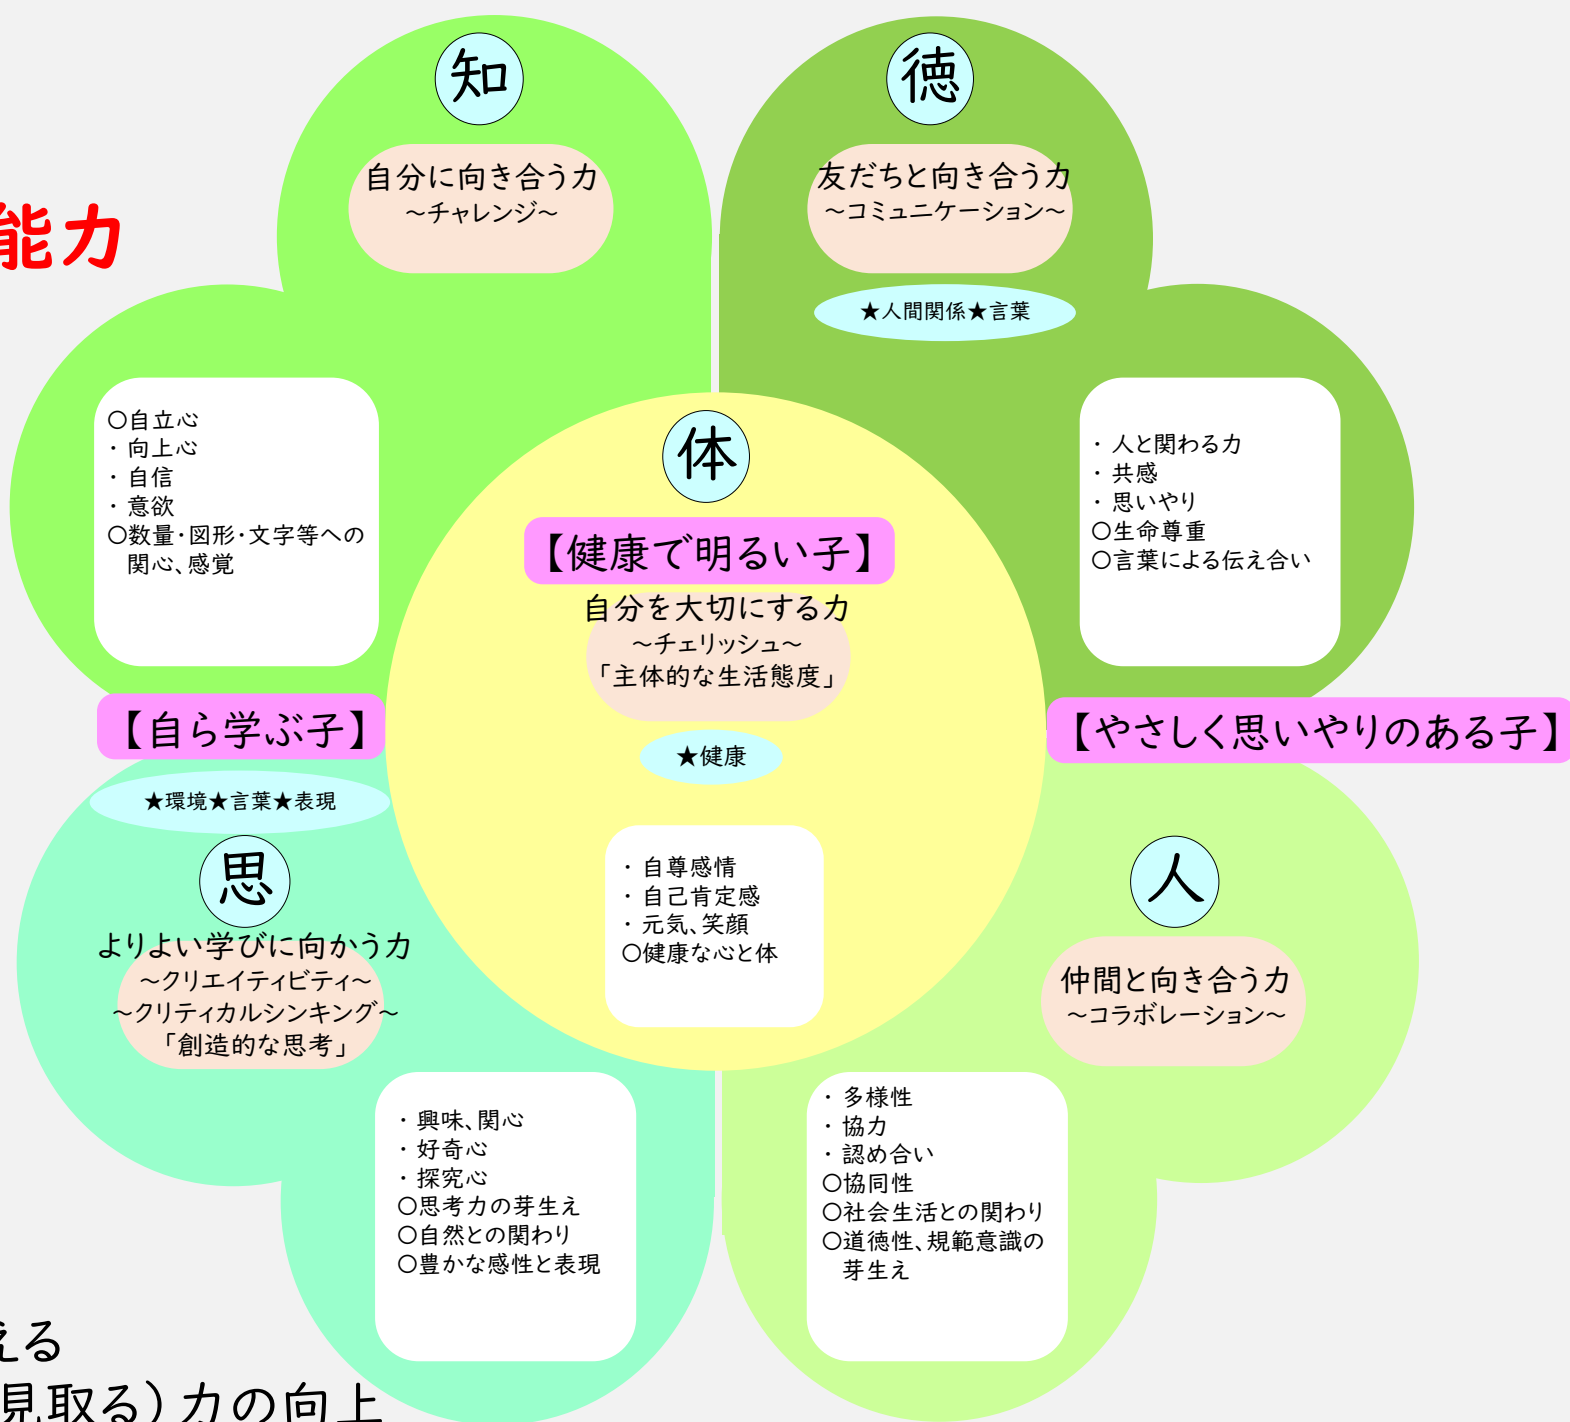 能力
知
自分に向き合う力
～チャレンジ～
〇自立心
・向上心
・自信
・意欲
〇数量・図形・文字等への
関心、感覚
徳
友だちと向き合う力
～コミュニケーション～
★人間関係★言葉
・人と関わる力
・共感
・思いやり
〇生命尊重
〇言葉による伝え合い
体
【健康で明るい子】
自分を大切にする力
～チェリッシュ～
「主体的な生活態度」
★健康
・自尊感情
・自己肯定感
・元気、笑顔
〇健康な心と体
【自ら学ぶ子】
★環境★言葉★表現
思
よりよい学びに向かう力
～クリエイティビティ～
～クリティカルシンキング～
「創造的な思考」
・興味、関心
・好奇心
・探究心
〇思考力の芽生え
〇自然との関わり
〇豊かな感性と表現
【やさしく思いやりのある子】
人
仲間と向き合う力
～コラボレーション～
・多様性
・協力
・認め合い
〇協同性
〇社会生活との関わり
〇道徳性、規範意識の
芽生え
える
見取る）力の向上